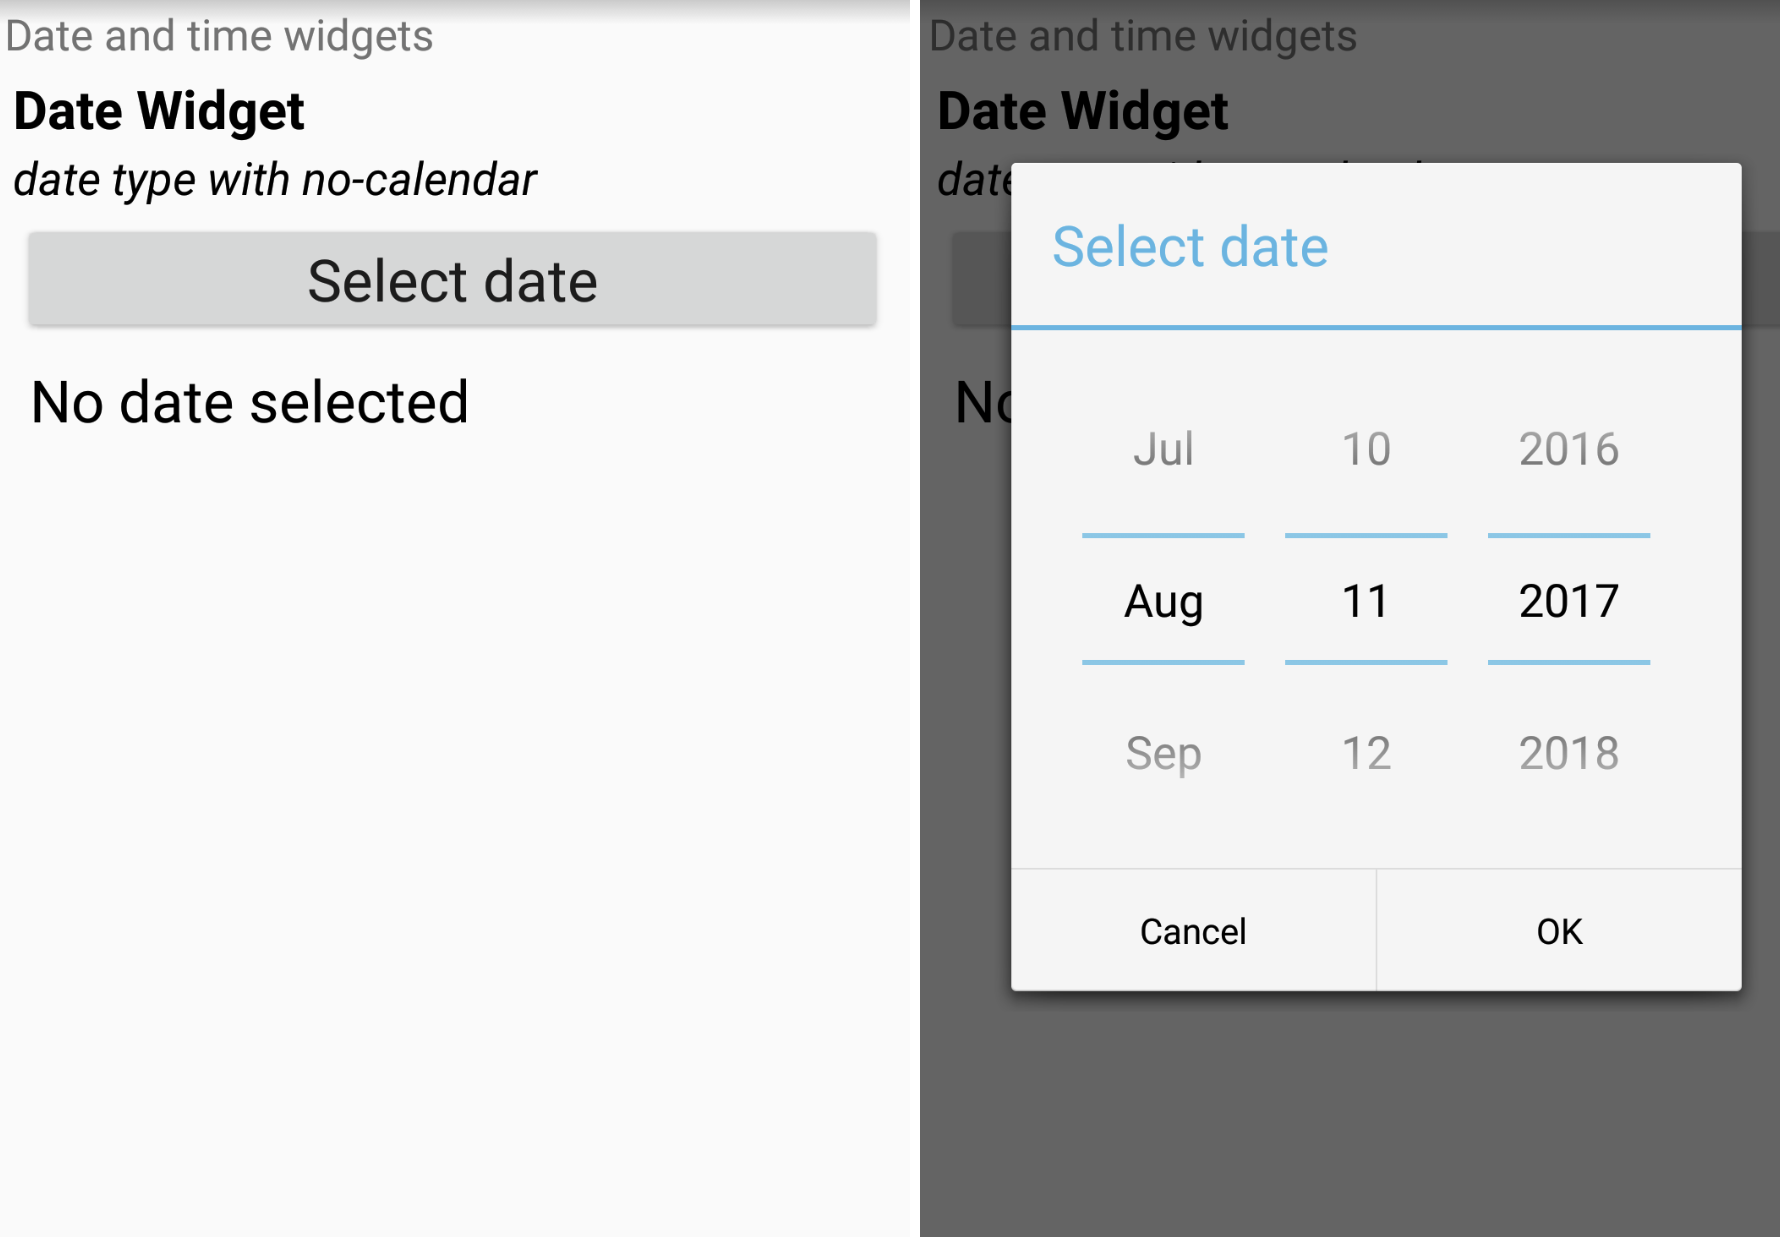 Date and time widgets
Date Widget
date type with no-calendar
Select date
No date selected
Date and time widgets
Date Widget
date
Select date
No
Jul 10 2016
Aug 11 2017
Sep 12 2018
Cancel OK